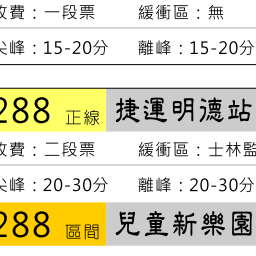 收費：一段票 緩衝區：無
尖峰：15-20分 離峰：15-20分
288 正線 捷運明德站
收費：二段票 緩衝區：士林監
尖峰：20-30分 離峰：20-30分
288 區間 兒童新樂園